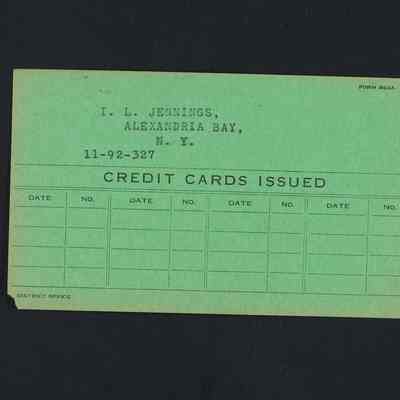 FORM
I. L. JENNINGS,
ALEXANDRIA BAY,
N. Y.
11-92-327
CREDIT CARDS ISSUED
DATE NO. DATE NO. DATE NO. DATE NO.
DISTRICT OFFICE